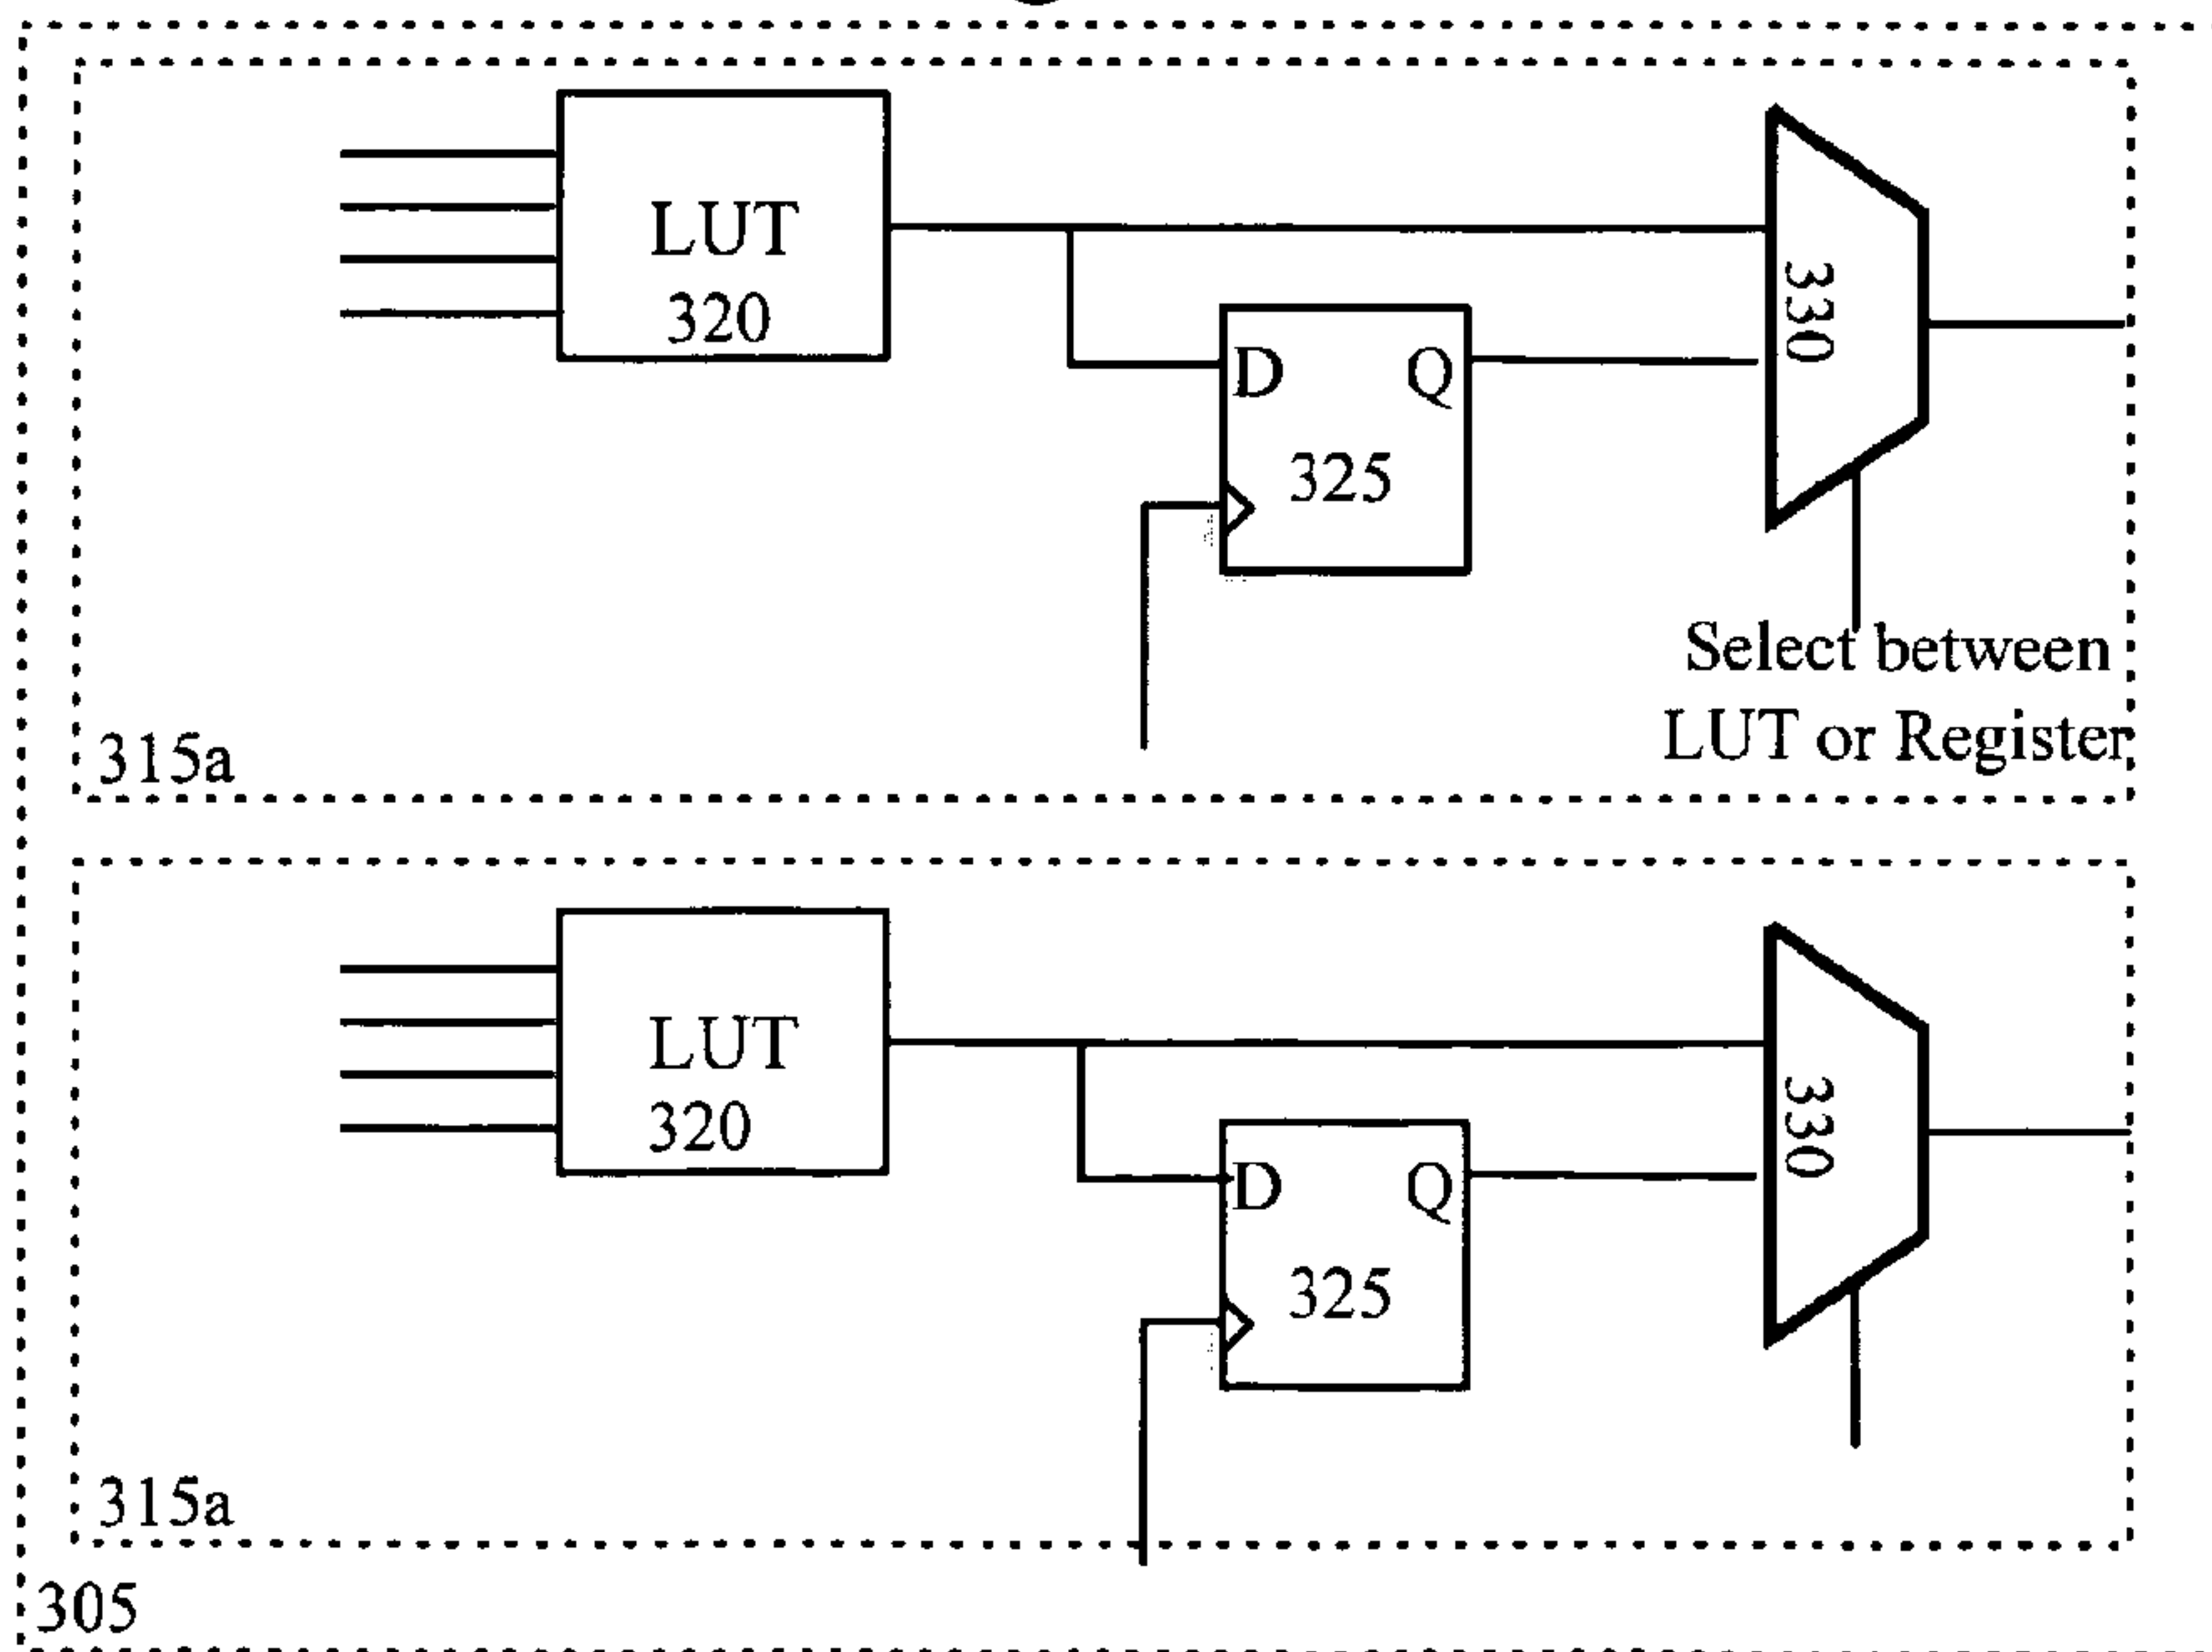 LUT
320
330
D Q
325
Select between
LUT or Register
315a
LUT
320
330
D Q
325
315a
305